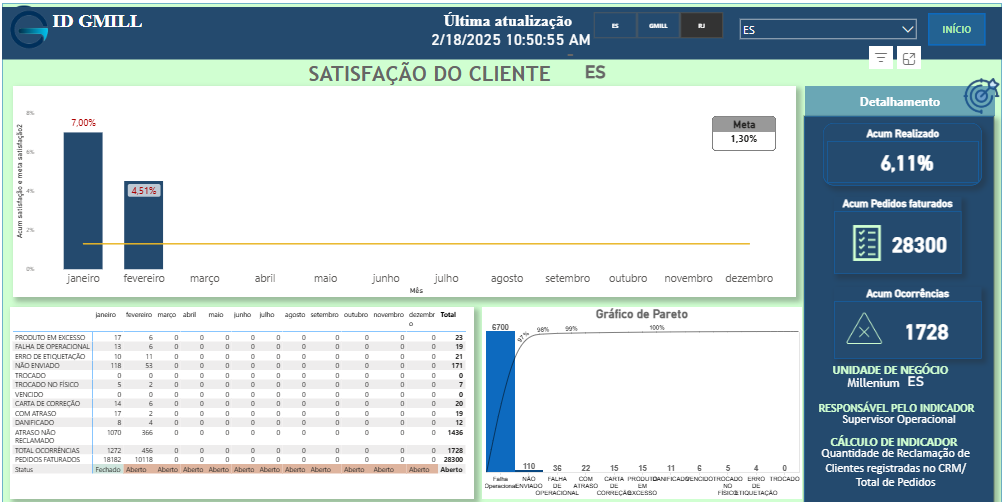 ID GMILL
Última atualização
2/18/2025 10:50:55 AM
ES
GMILL
RJ
ES
INÍCIO
SATISFAÇÃO DO CLIENTE ES
Acum satisfação e meta satisfação2
8%
6%
4%
2%
0%
7,00%
4,51%
Meta
1,30%
janeiro fevereiro março abril maio junho julho agosto setembro outubro novembro dezembro
Mês
Detalhamento
Acum Realizado
6,11%
Acum Pedidos faturados
28300
Acum Ocorrências
1728
UNIDADE DE NEGÓCIO
Millenium ES
RESPONSÁVEL PELO INDICADOR
Supervisor Operacional
CÁLCULO DE INDICADOR
Quantidade de Reclamação de
Clientes registradas no CRM/
Total de Pedidos
janeiro fevereiro março abril maio junho julho agosto setembro outubro novembro dezembr Total
o
PRODUTO EM EXCESSO 17 6 0 0 0 0 0 0 0 0 0 0 23
FALHA DE OPERACIONAL 13 6 0 0 0 0 0 0 0 0 0 0 19
ERRO DE ETIQUETAÇÃO 10 11 0 0 0 0 0 0 0 0 0 0 21
NÃO ENVIADO 118 53 0 0 0 0 0 0 0 0 0 0 171
TROCADO 0 0 0 0 0 0 0 0 0 0 0 0 0
TROCADO NO FÍSICO 5 2 0 0 0 0 0 0 0 0 0 0 7
VENCIDO 0 0 0 0 0 0 0 0 0 0 0 0 0
CARTA DE CORREÇÃO 14 6 0 0 0 0 0 0 0 0 0 0 20
COM ATRASO 17 2 0 0 0 0 0 0 0 0 0 0 19
DANIFICADO 8 4 0 0 0 0 0 0 0 0 0 0 12
ATRASO NÃO 1070 366 0 0 0 0 0 0 0 0 0 0 1436
RECLAMADO
TOTAL OCORRÊNCIAS 1272 456 0 0 0 0 0 0 0 0 0 0 1728
PEDIDOS FATURADOS 18182 10118 0 0 0 0 0 0 0 0 0 0 28300
Status Fechado Aberto Aberto Aberto Aberto Aberto Aberto Aberto Aberto Aberto Aberto Aberto Aberto
Gráfico de Pareto
6700
97% 98% 99% 100%
110 36 22 15 15 11 6 5 4 0
Falha NÃO FALHA COM CARTA PRODUTO DANIFICADO VENCIDO TROCADO ERRO TROCADO
Operacional ENVIADO DE ATRASO DE EM NO DE
OPERACIONAL CORREÇÃO EXCESSO FÍSICO ETIQUETAÇÃO